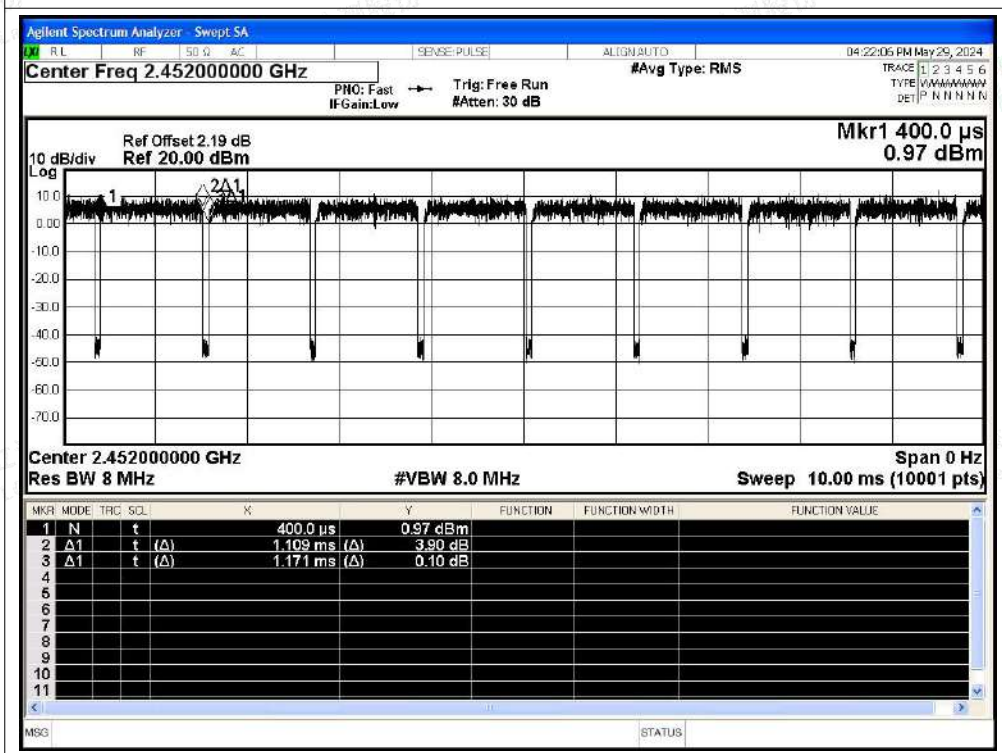 Agilent Spectrum Analyzer - Swept SA
LXI RL RF 50 Ω AC SENSE:PULSE ALIGN AUTO 04:22:06 PM May 29, 2024
Center Freq 2.452000000 GHz #Avg Type: RMS TRACE 1 2 3 4 5 6
PNO: Fast Trig: Free Run TYPE
IFGain:Low #Atten: 30 dB DET P N N N N N
Mkr1 400.0 µs
0.97 dBm
Ref Offset 2.19 dB
10 dB/div Ref 20.00 dBm
Log
10.0
0.00
-10.0
-20.0
-30.0
-40.0
-50.0
-60.0
-70.0
1
2Δ1
Center 2.452000000 GHz Span 0 Hz
Res BW 8 MHz #VBW 8.0 MHz Sweep 10.00 ms (10001 pts)
MKR MODE TRC SCL X Y FUNCTION FUNCTION WIDTH FUNCTION VALUE
1 N t 400.0 µs 0.97 dBm
2 Δ1 t (Δ) 1.109 ms (Δ) 3.90 dB
3 Δ1 t (Δ) 1.171 ms (Δ) 0.10 dB
4
5
6
7
8
9
10
11
MSG STATUS